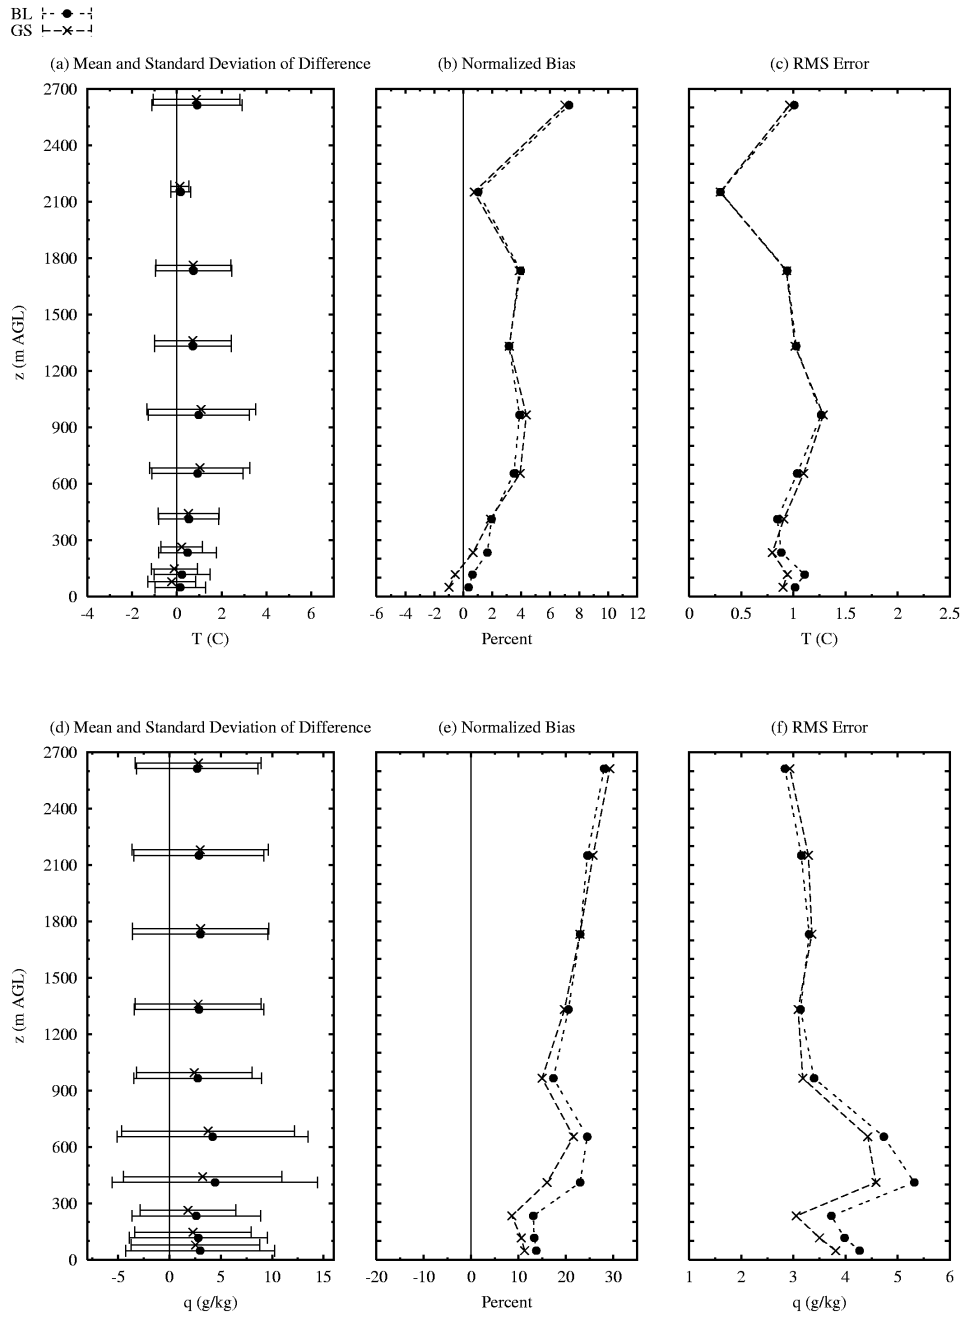 BL
GS
(a) Mean and Standard Deviation of Difference
(b) Normalized Bias
(c) RMS Error
2700
2400
2100
1800
1500
1200
900
600
300
0
z (m AGL)
-4 -2 0 2 4 6
T (C)
-6 -4 -2 0 2 4 6 8 10 12
Percent
0 0.5 1 1.5 2 2.5
T (C)
(d) Mean and Standard Deviation of Difference
(e) Normalized Bias
(f) RMS Error
2700
2400
2100
1800
1500
1200
900
600
300
0
z (m AGL)
-5 0 5 10 15
q (g/kg)
-20 -10 0 10 20 30
Percent
1 2 3 4 5 6
q (g/kg)